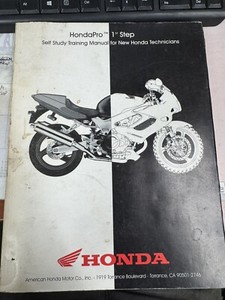 HondaPro™ 1st Step
Self Study Training Manual for New Honda Technicians
HONDA
American Honda Motor Co., Inc. - 1919 Torrance Boulevard - Torrance, CA 90501-2746